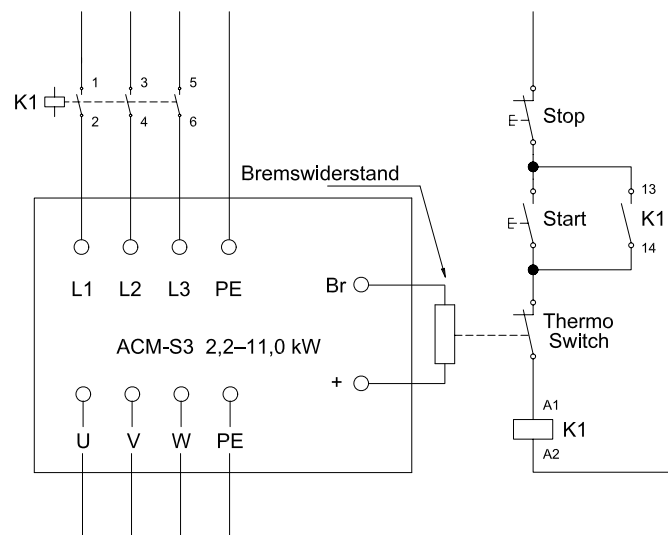 1
3
5
K1
2
4
6
Stop
Bremswiderstand
13
Start
K1
14
L1 L2 L3 PE
Br
ACM-S3 2,2–11,0 kW
Thermo
Switch
+
A1
K1
A2
U V W PE